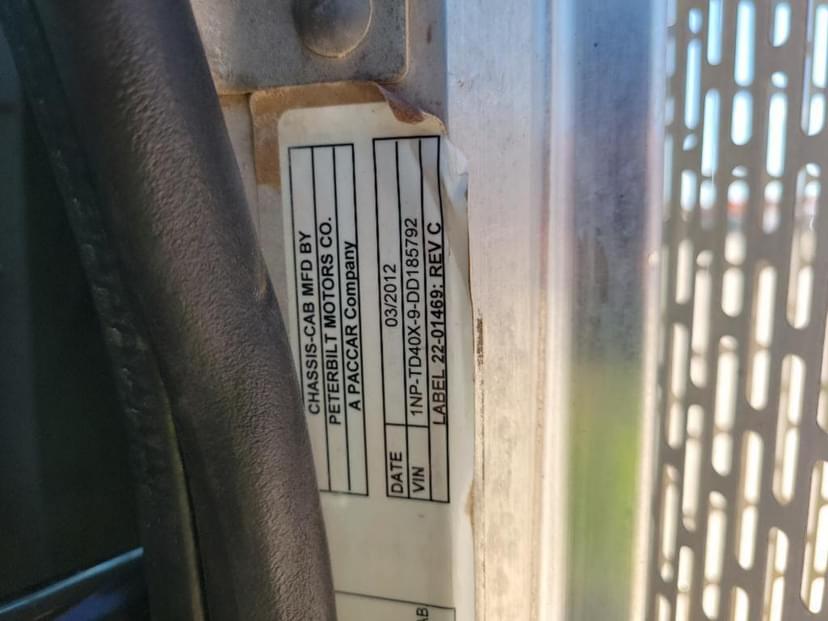 CHASSIS-CAB MFD BY
PETERBILT MOTORS CO.
A PACCAR Company
DATE 03/2012
VIN 1NP-TD40X-9-DD185792
LABEL 22-01469: REV C